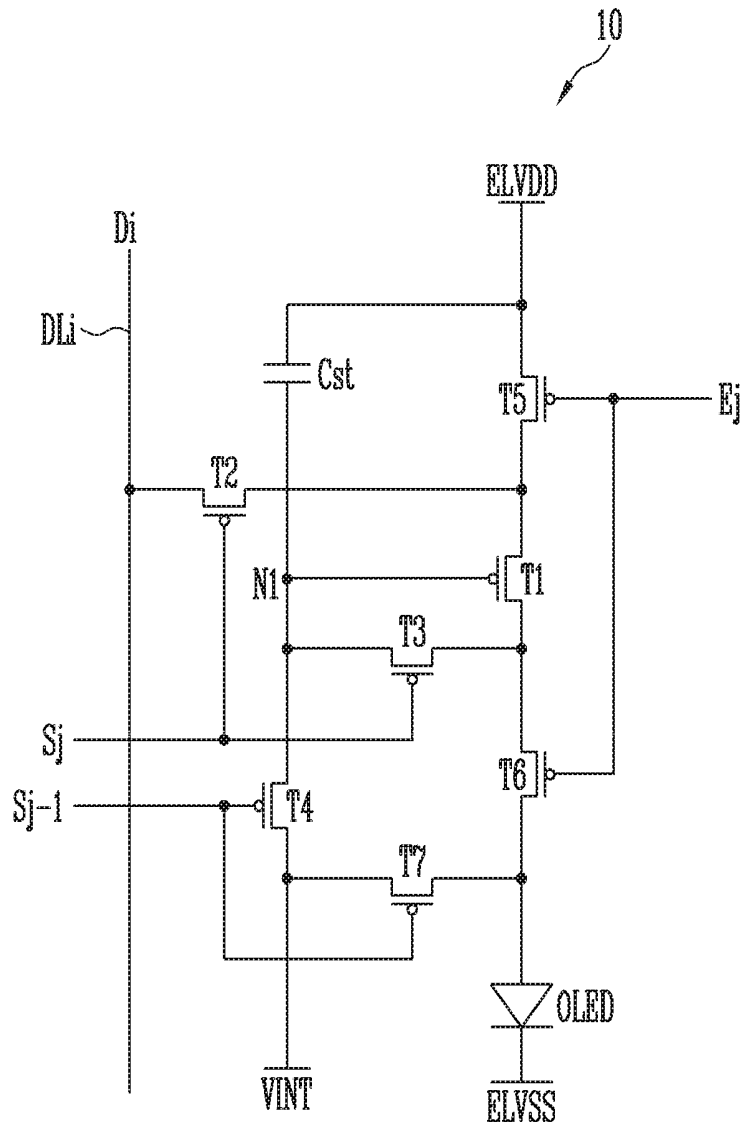 10
ELVDD
Di
DLi
Cst
T5
Ej
T2
N1
T1
T3
Sj
T6
Sj-1
T4
T7
OLED
VINT
ELVSS